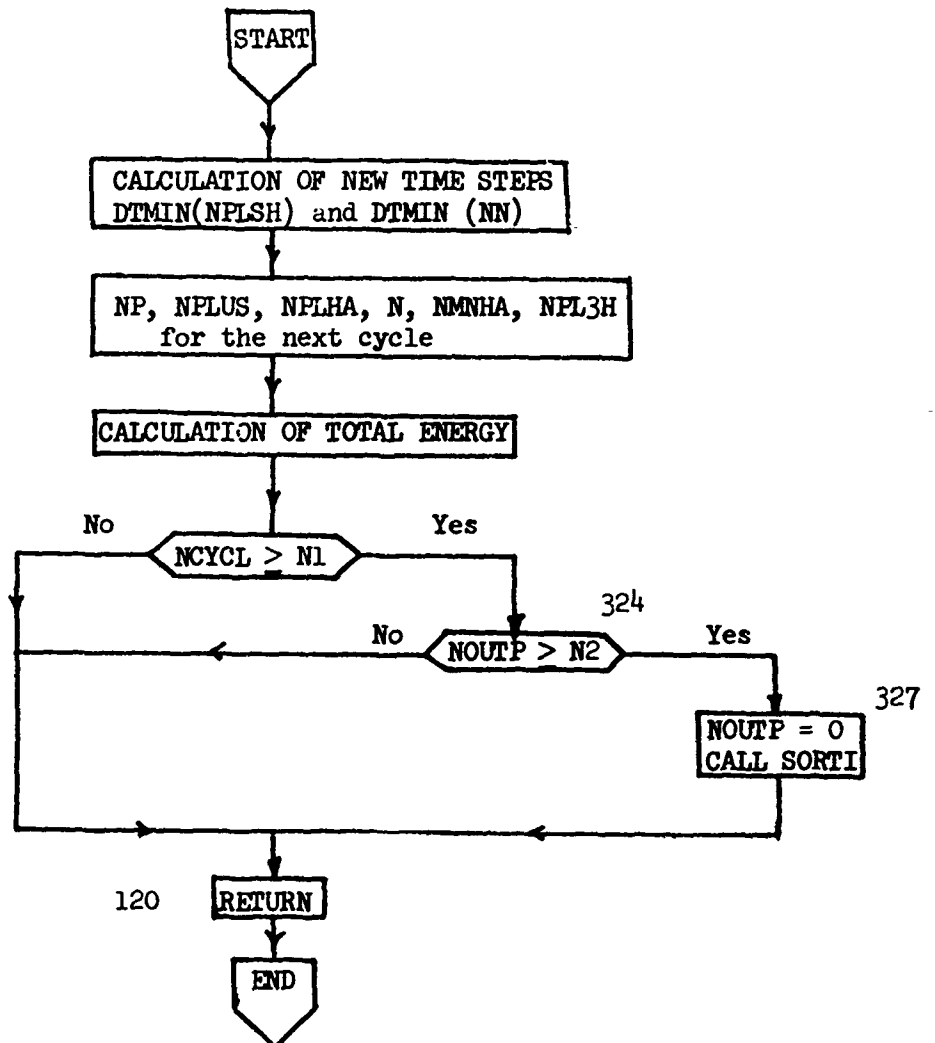 START
CALCULATION OF NEW TIME STEPS
DTMIN(NPLSH) and DTMIN (NN)
NP, NPLUS, NPLHA, N, NMNHA, NPL3H
for the next cycle
CALCULATION OF TOTAL ENERGY
No
Yes
NCYCL ≥ N1
324
No
NOUTP ≥ N2
Yes
327
NOUTP = 0
CALL SORTI
120
RETURN
END